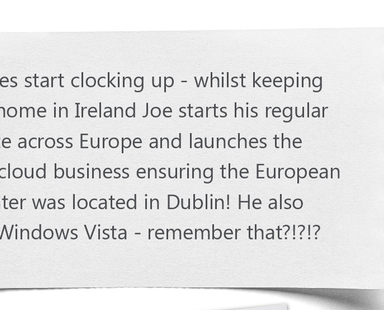 es start clocking up - whilst keeping
home in Ireland Joe starts his regular
e across Europe and launches the
cloud business ensuring the European
ter was located in Dublin! He also
Windows Vista - remember that?!?!?